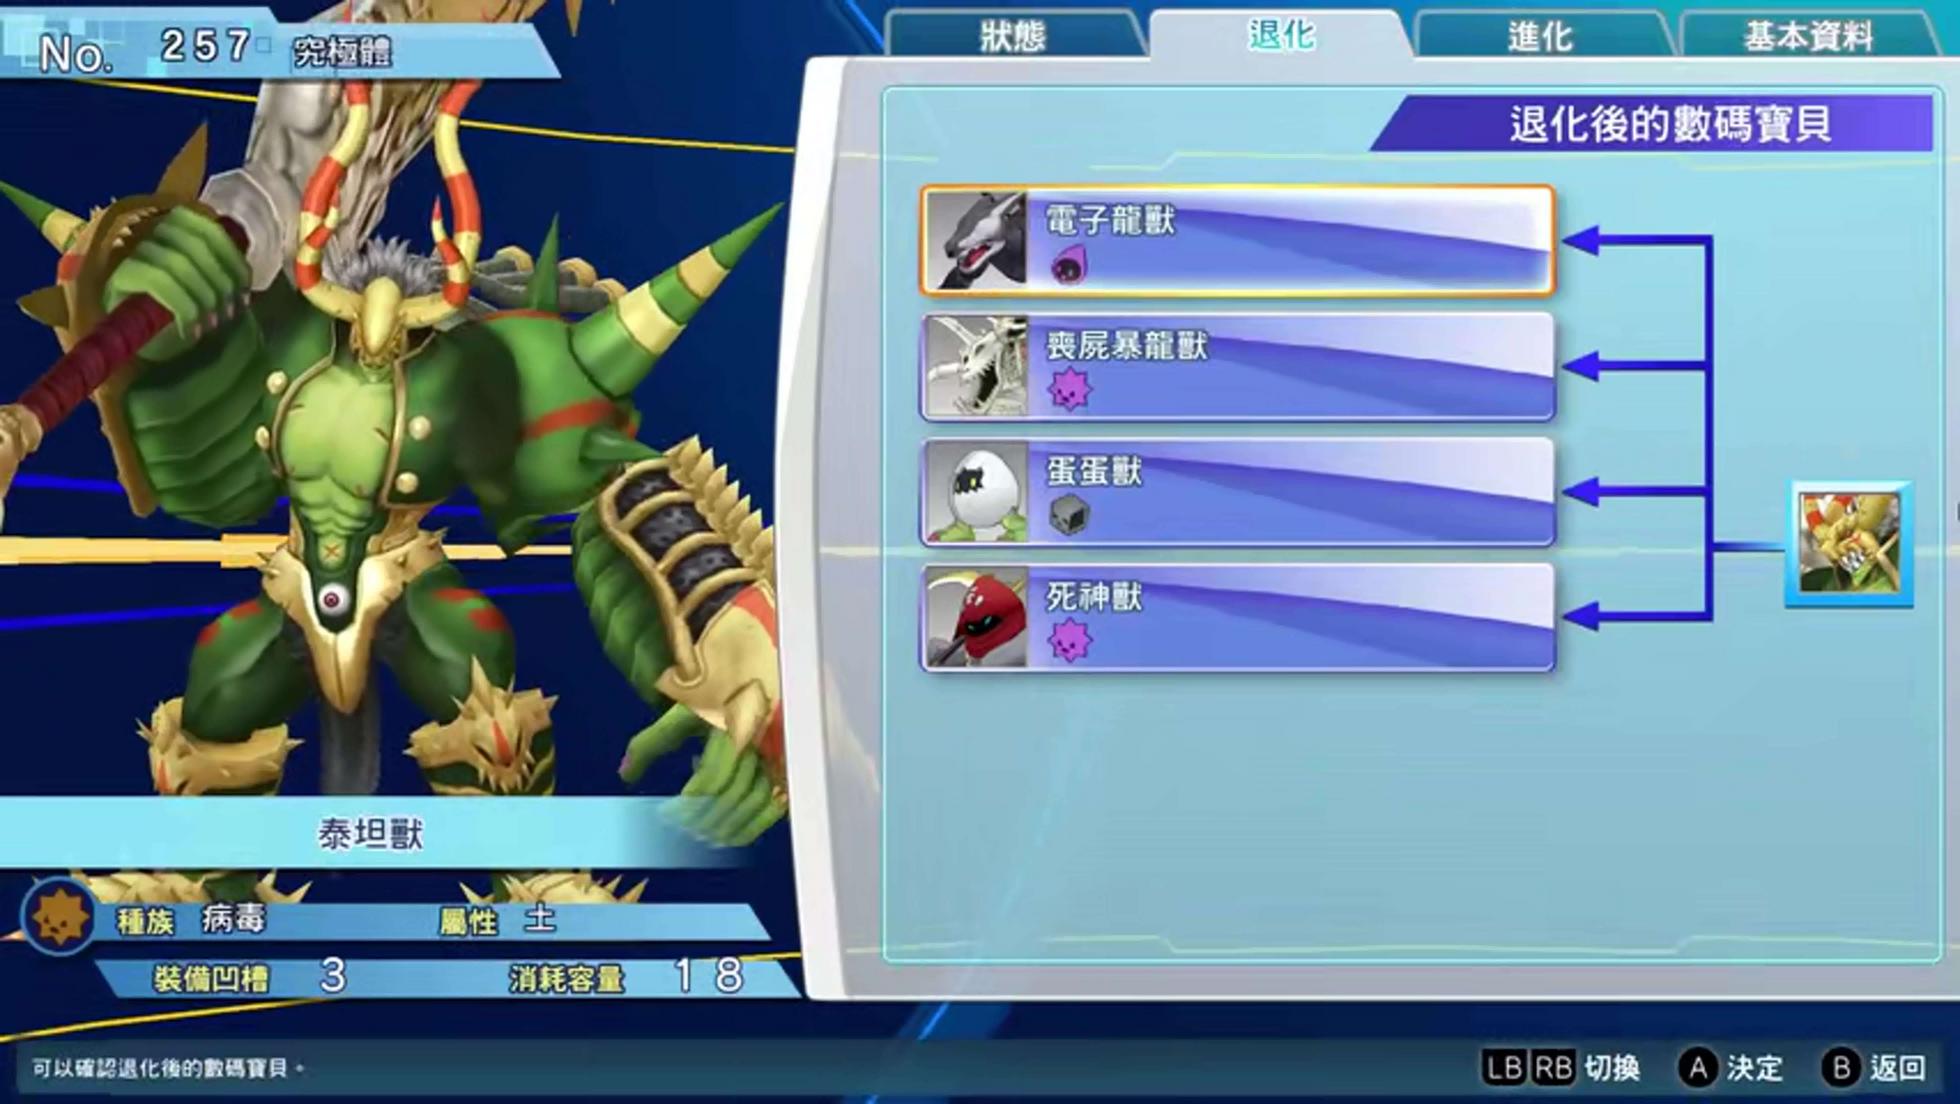 No. 257 究極體
狀態 退化 進化 基本資料
退化後的數碼寶貝
電子龍獸
喪屍暴龍獸
蛋蛋獸
死神獸
泰坦獸
種族 病毒 屬性 土
裝備凹槽 3 消耗容量 18
可以確認退化後的數碼寶貝。
LB RB 切換 A 決定 B 返回